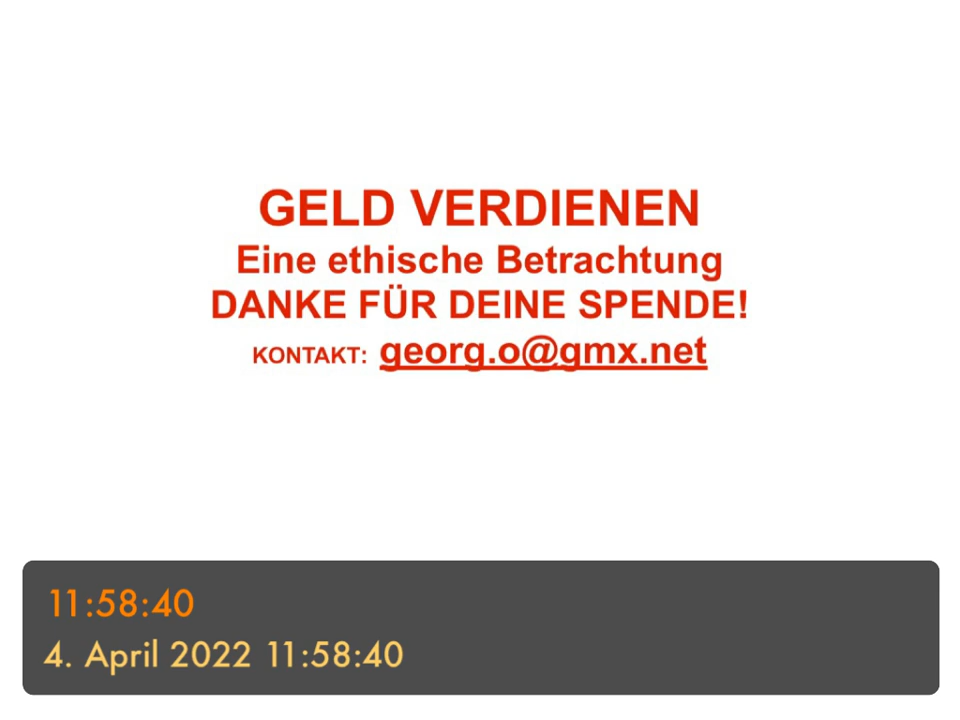 GELD VERDIENEN
Eine ethische Betrachtung
DANKE FÜR DEINE SPENDE!
KONTAKT: georg.o@gmx.net
11:58:40
4. April 2022 11:58:40